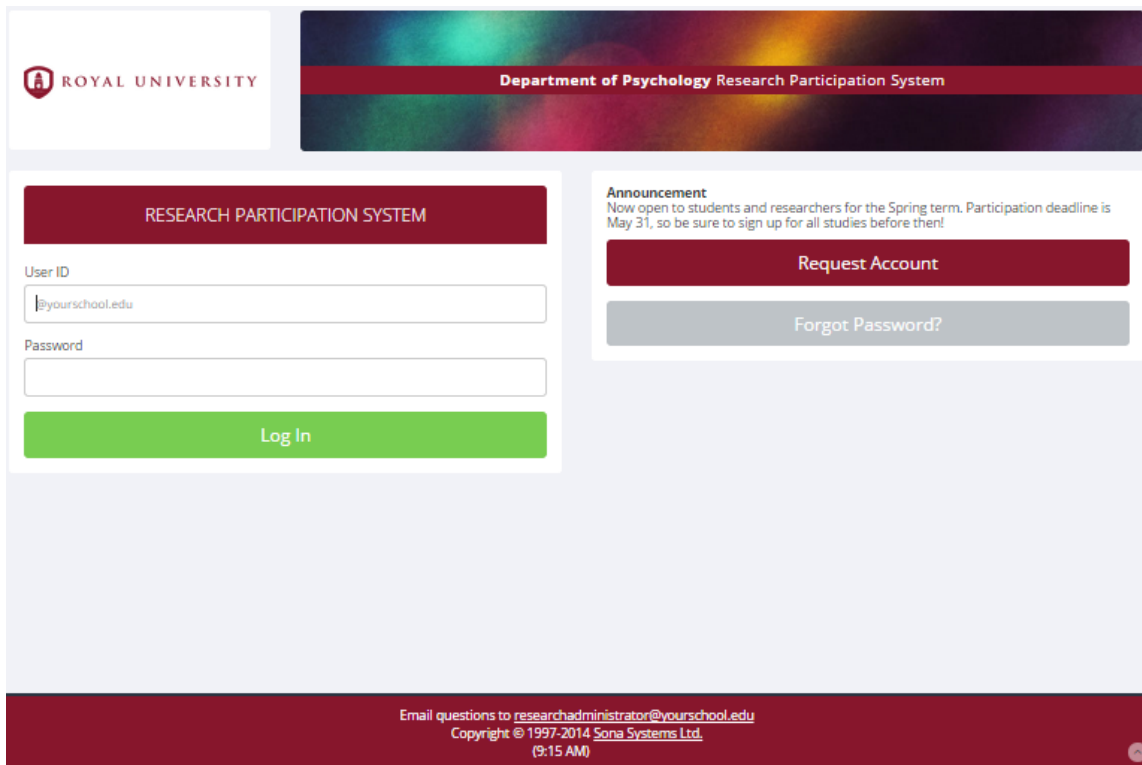 ROYAL UNIVERSITY
Department of Psychology Research Participation System
RESEARCH PARTICIPATION SYSTEM
User ID
@yourschool.edu
Password
Log In
Announcement
Now open to students and researchers for the Spring term. Participation deadline is
May 31, so be sure to sign up for all studies before then!
Request Account
Forgot Password?
Email questions to researchadministrator@yourschool.edu
Copyright © 1997-2014 Sona Systems Ltd.
(9:15 AM)